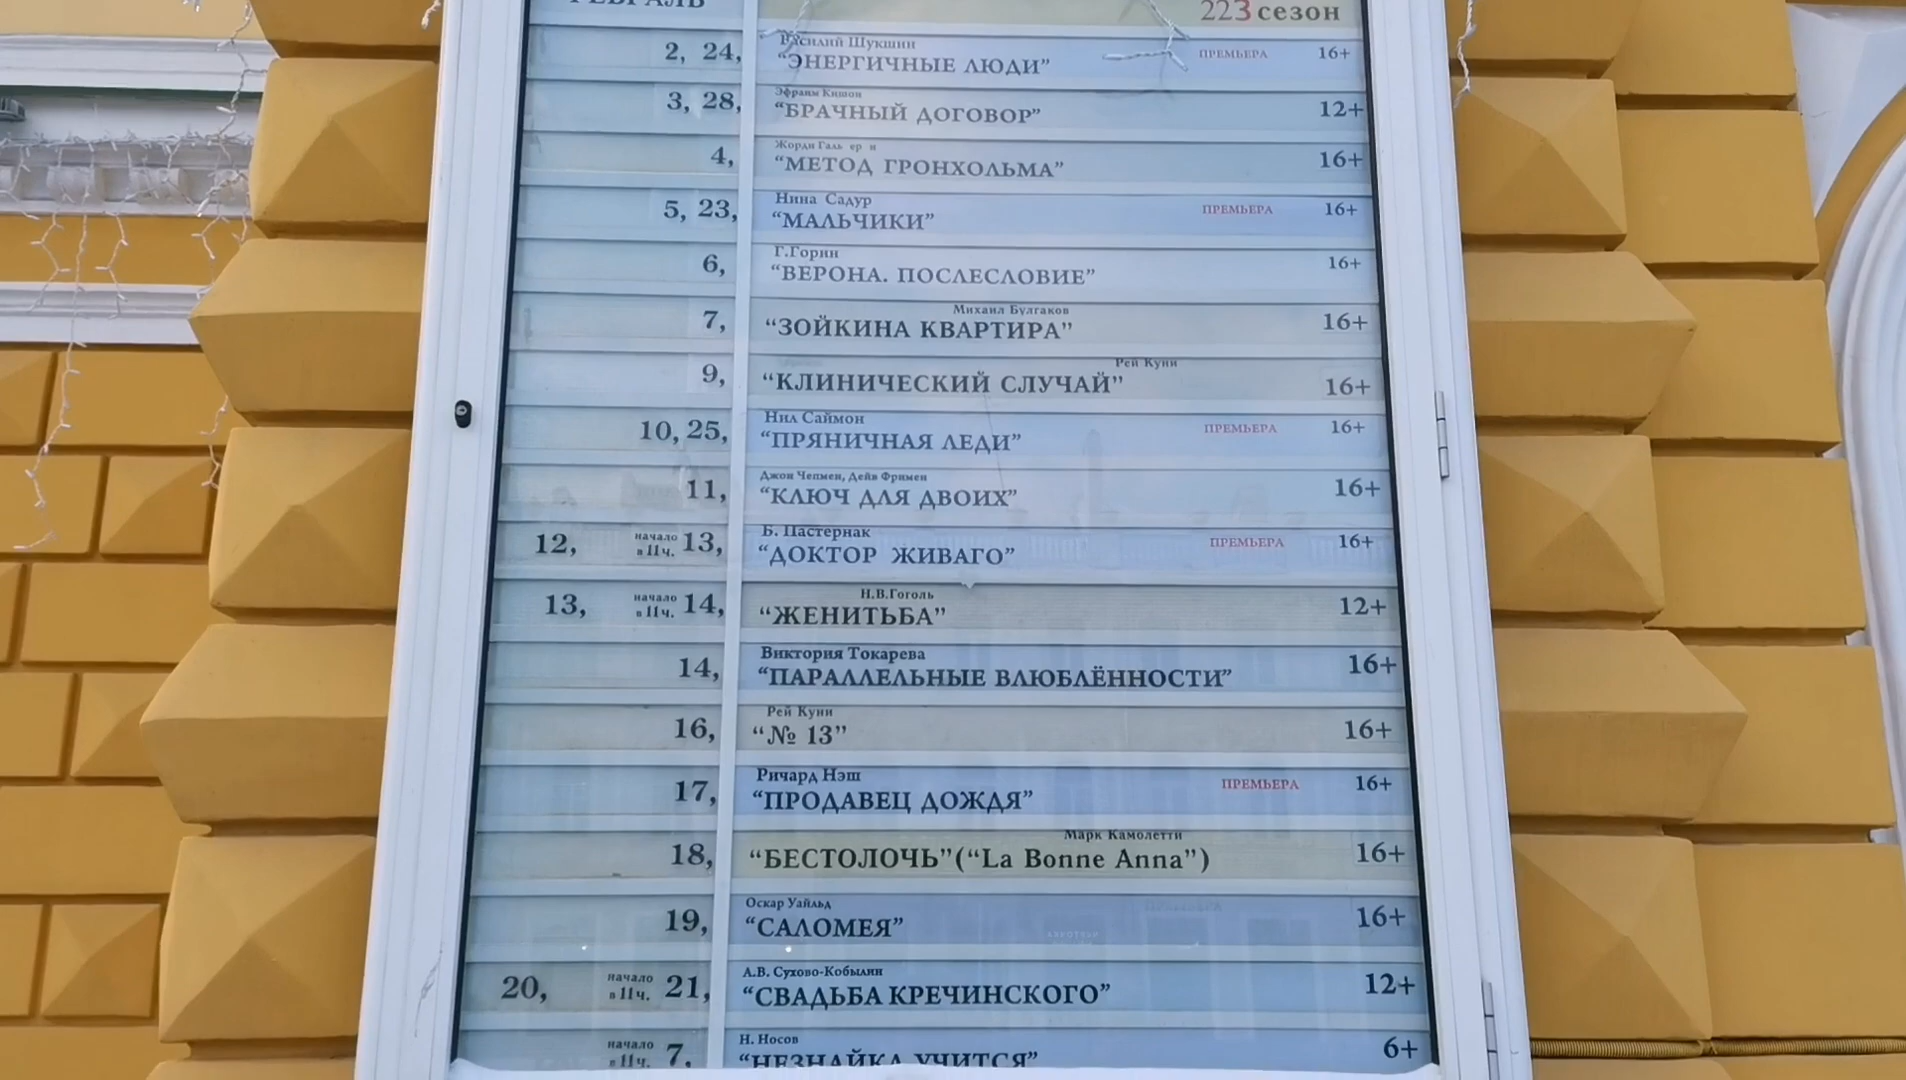 ФЕВРАЛЬ
223 сезон
Василий Шукшин
2, 24, “ЭНЕРГИЧНЫЕ ЛЮДИ” ПРЕМЬЕРА 16+
Эфраим Кишон
3, 28, “БРАЧНЫЙ ДОГОВОР” 12+
Жорди Галь ер н
4, “МЕТОД ГРОНХОЛЬМА” 16+
Нина Садур
5, 23, “МАЛЬЧИКИ” ПРЕМЬЕРА 16+
Г.Горин
6, “ВЕРОНА. ПОСЛЕСЛОВИЕ” 16+
Михаил Булгаков
7, “ЗОЙКИНА КВАРТИРА” 16+
Рей Куни
9, “КЛИНИЧЕСКИЙ СЛУЧАЙ” 16+
Нил Саймон
10, 25, “ПРЯНИЧНАЯ ЛЕДИ” ПРЕМЬЕРА 16+
Джон Чепмен, Дейв Фримен
11, “КЛЮЧ ДЛЯ ДВОИХ” 16+
Б. Пастернак
12, начало в 11ч. 13, “ДОКТОР ЖИВАГО” ПРЕМЬЕРА 16+
Н.В.Гоголь
13, начало в 11ч. 14, “ЖЕНИТЬБА” 12+
Виктория Токарева
14, “ПАРАЛЛЕЛЬНЫЕ ВЛЮБЛЁННОСТИ” 16+
Рей Куни
16, “№ 13” 16+
Ричард Нэш
17, “ПРОДАВЕЦ ДОЖДЯ” ПРЕМЬЕРА 16+
Марк Камолетти
18, “БЕСТОЛОЧЬ”(“La Bonne Anna”) 16+
Оскар Уайльд
19, “САЛОМЕЯ” 16+
А.В. Сухово-Кобылин
20, начало в 11ч. 21, “СВАДЬБА КРЕЧИНСКОГО” 12+
Н. Носов
начало в 11ч. 7, “НЕЗНАЙКА УЧИТСЯ” 6+